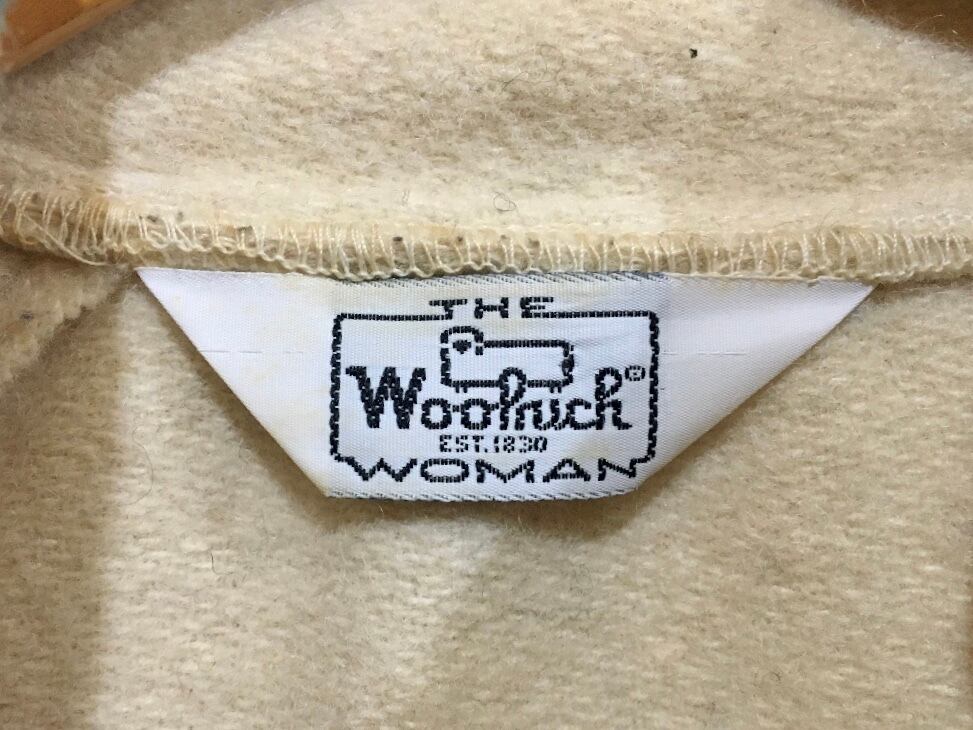 THE
Woolrich®
EST. 1830
WOMAN